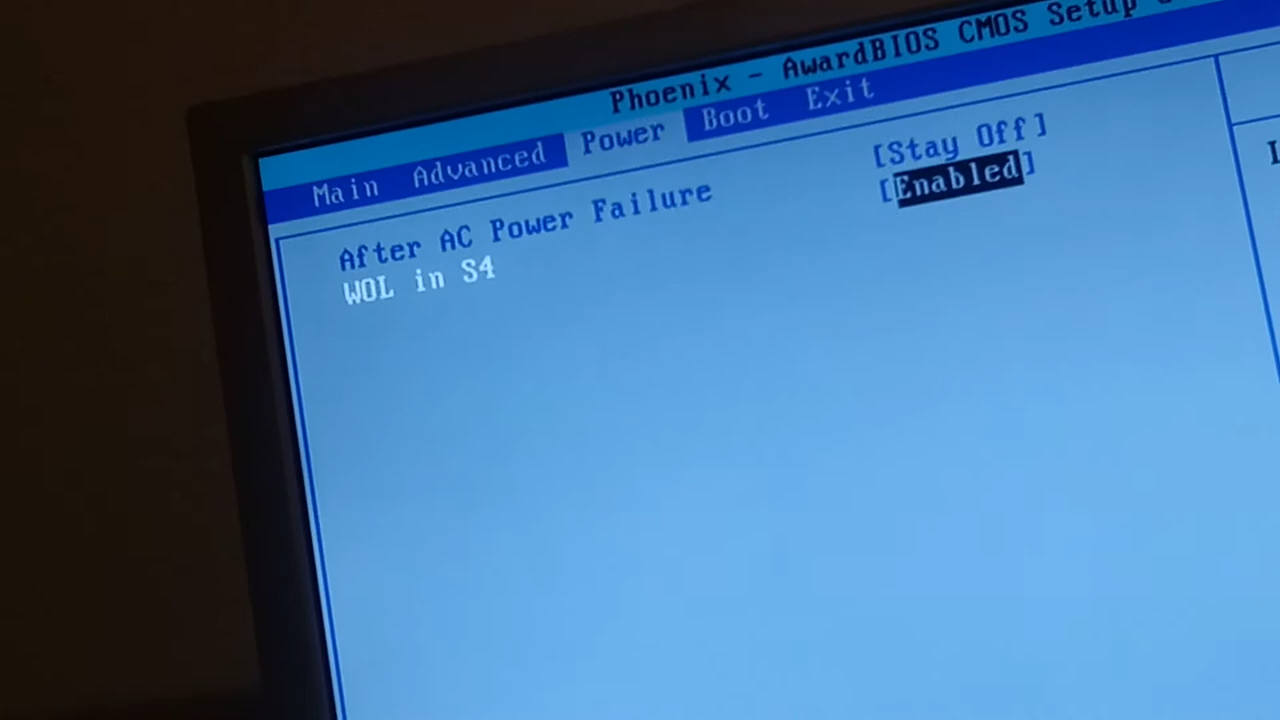 Phoenix - AwardBIOS CMOS Setup
Main Advanced Power Boot Exit
After AC Power Failure [Stay Off]
WOL in S4 [Enabled]